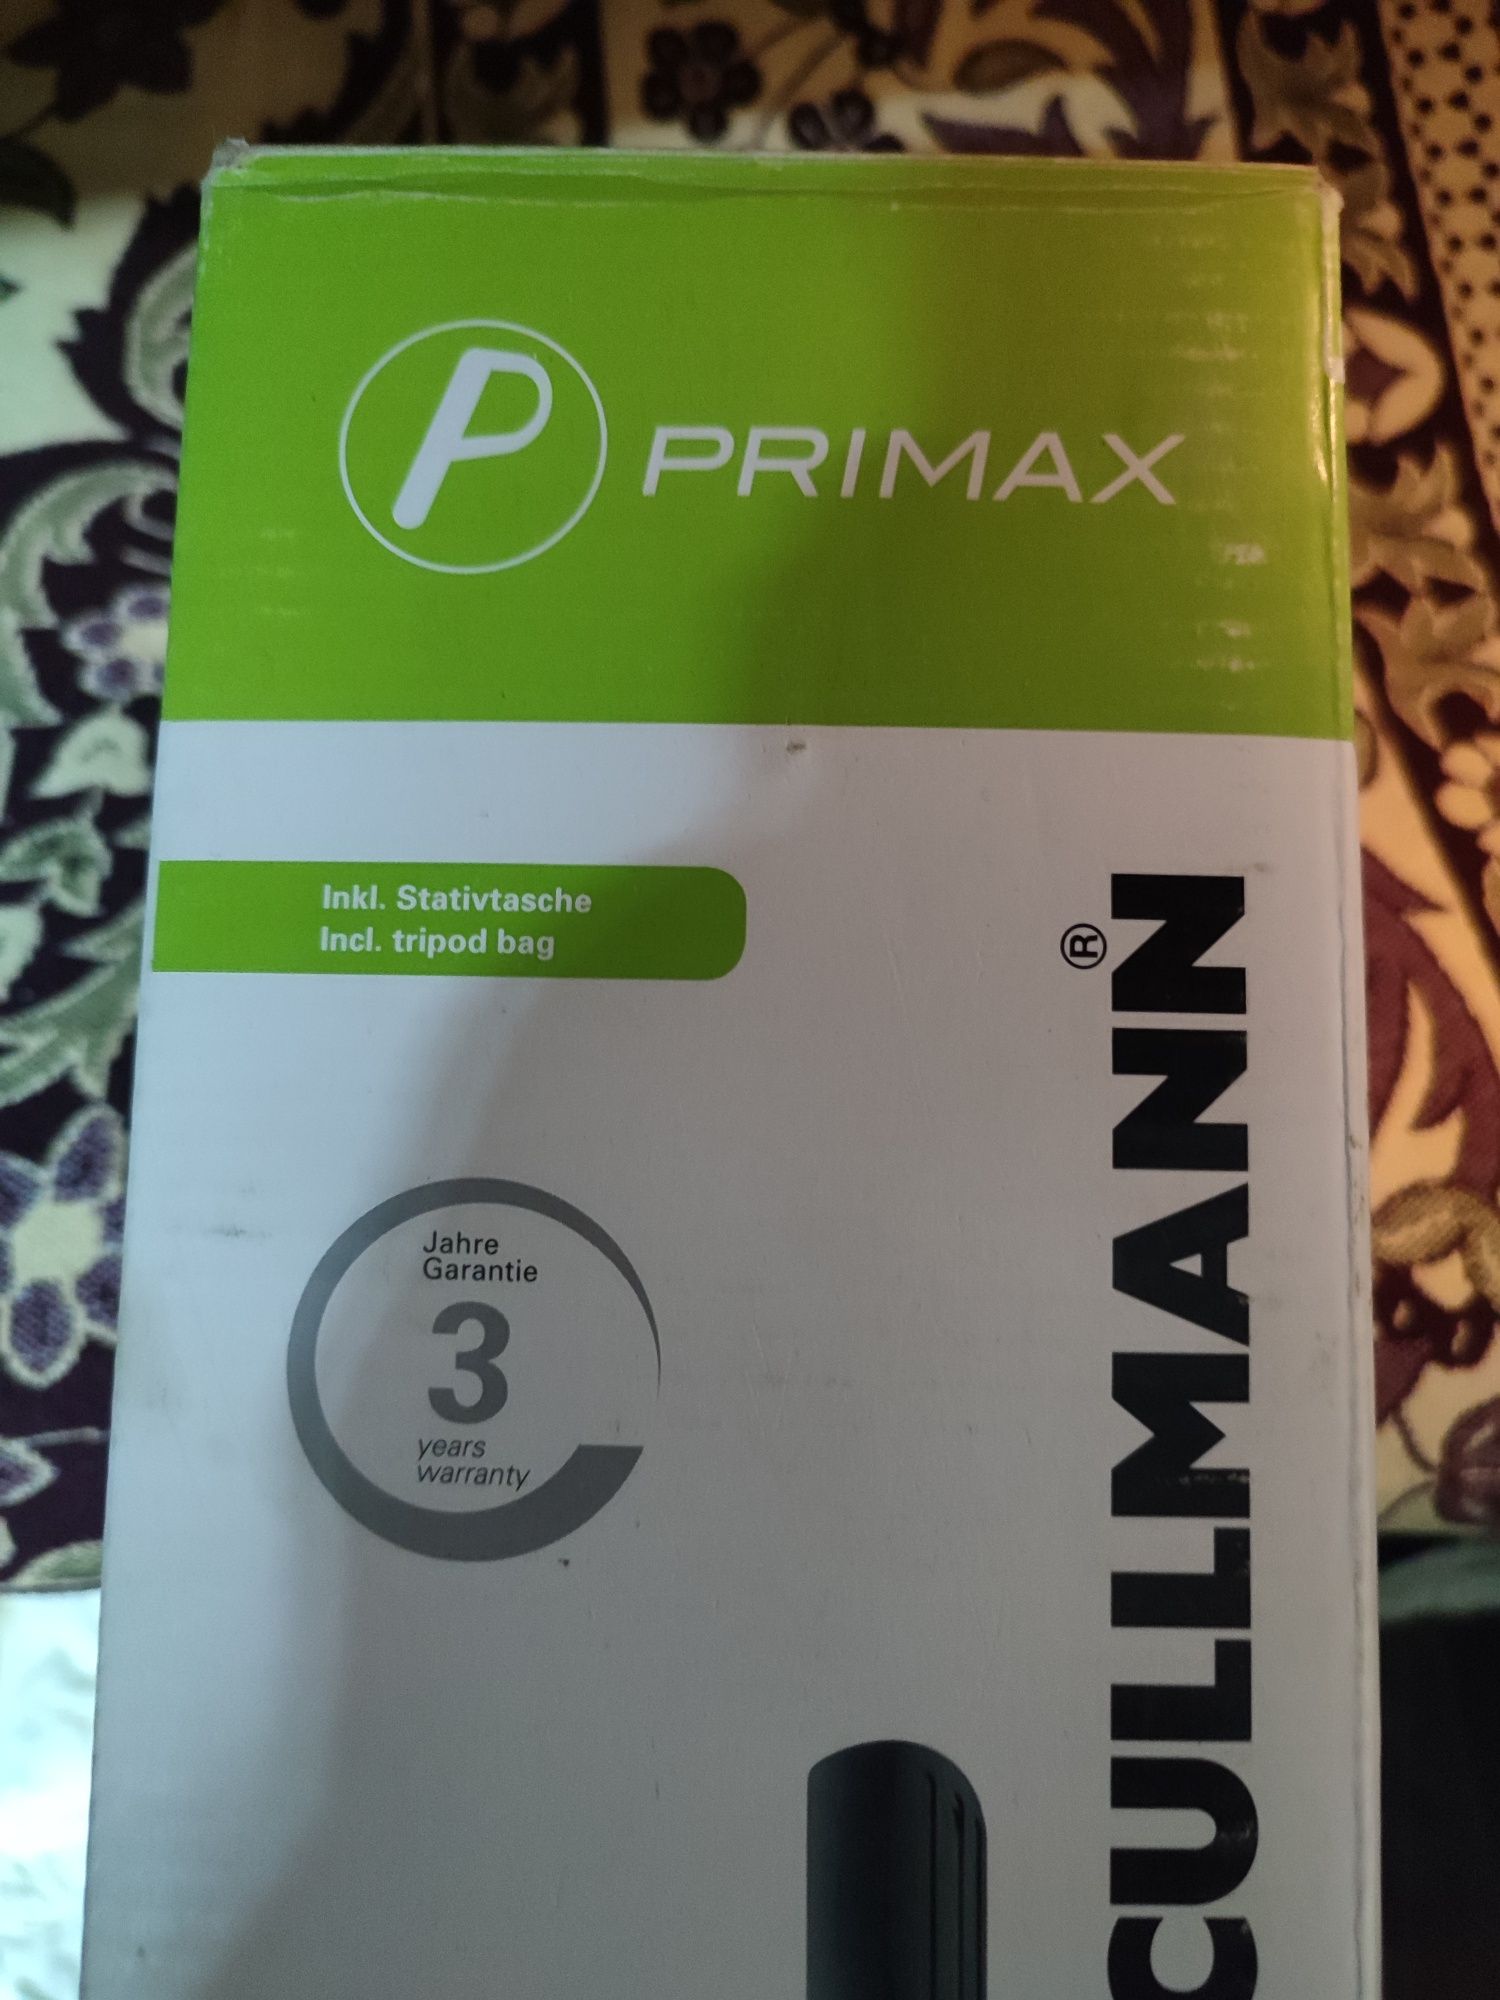 P PRIMAX
Inkl. Stativtasche
Incl. tripod bag
CULLMANN®
Jahre
Garantie
3
years
warranty